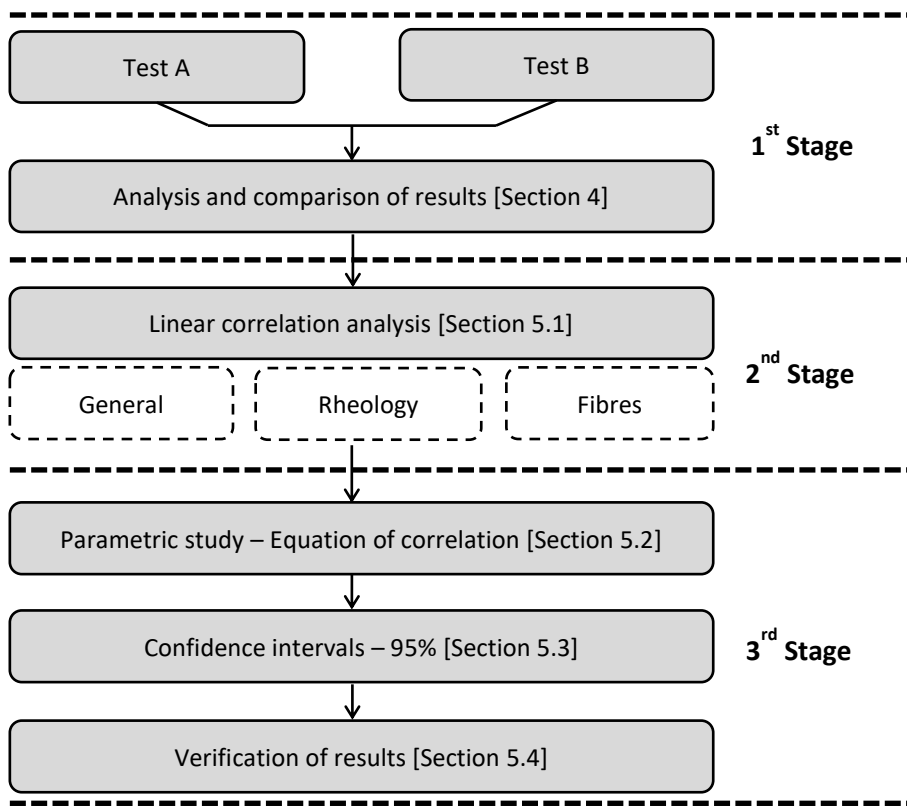 Test A
Test B
1st Stage
Analysis and comparison of results [Section 4]
Linear correlation analysis [Section 5.1]
2nd Stage
General
Rheology
Fibres
Parametric study – Equation of correlation [Section 5.2]
Confidence intervals – 95% [Section 5.3]
3rd Stage
Verification of results [Section 5.4]